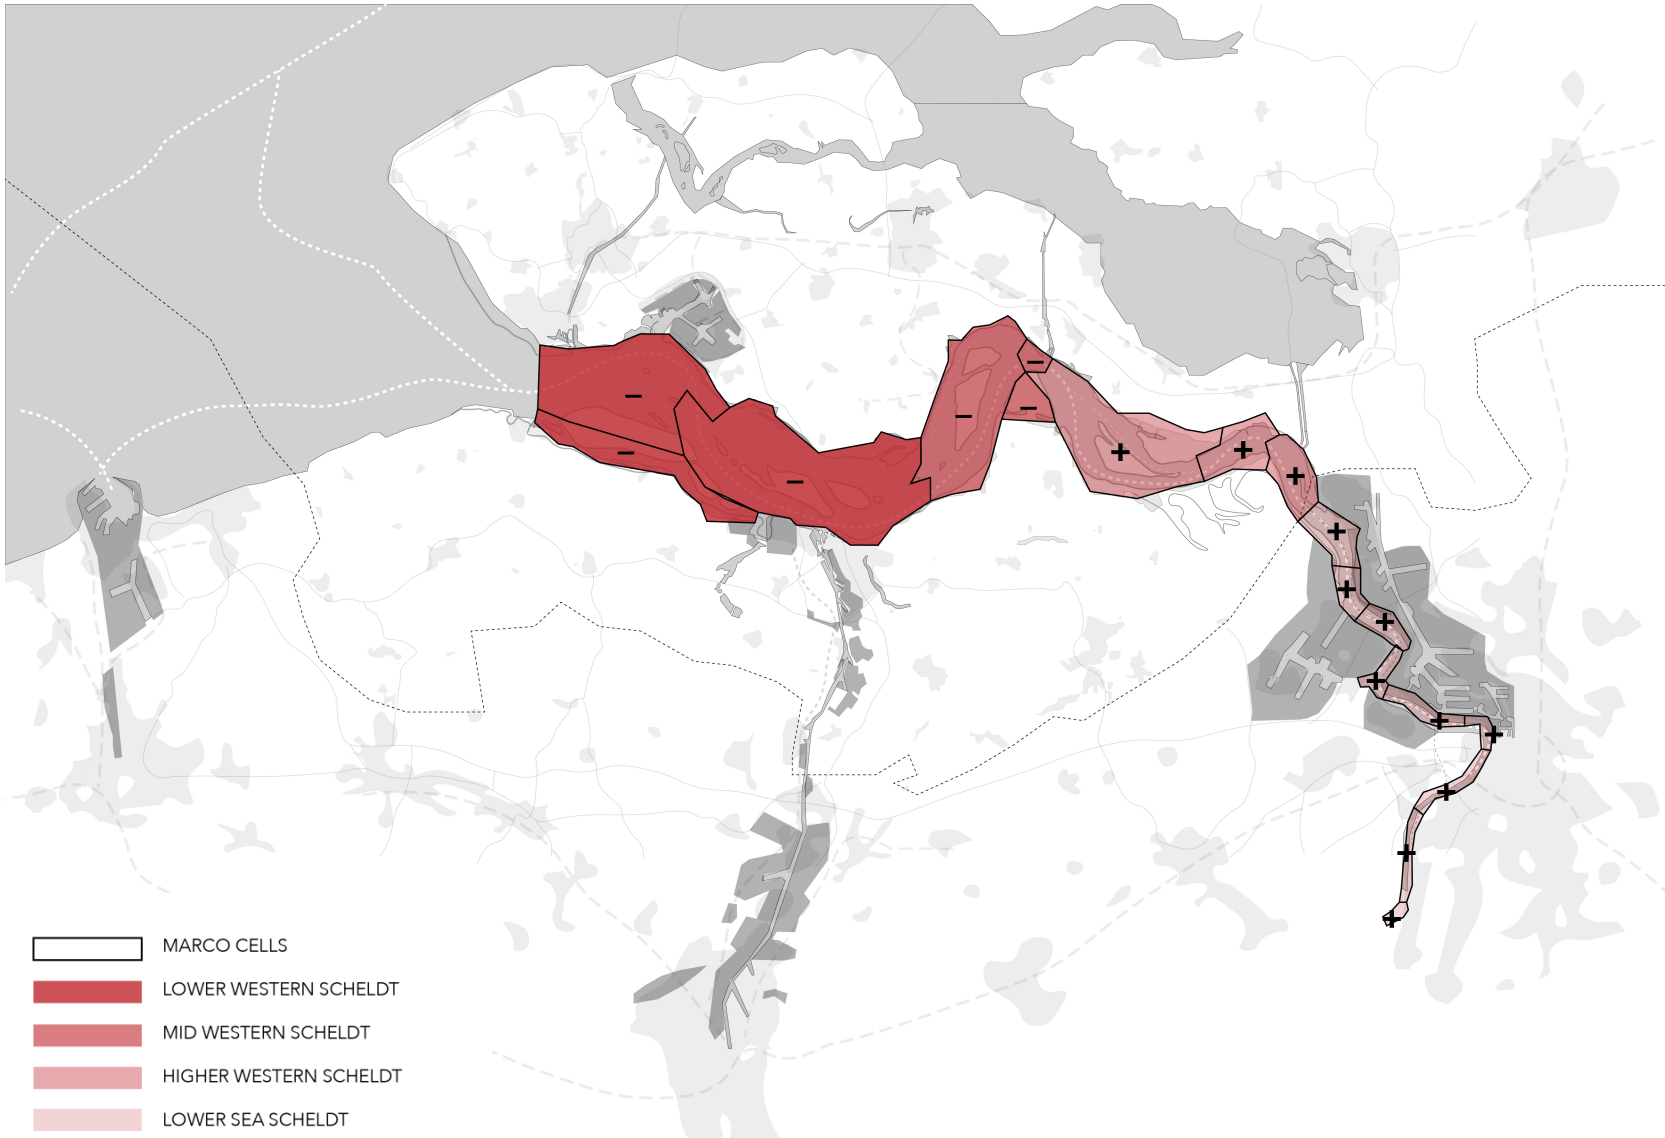 MARCO CELLS
LOWER WESTERN SCHELDT
MID WESTERN SCHELDT
HIGHER WESTERN SCHELDT
LOWER SEA SCHELDT